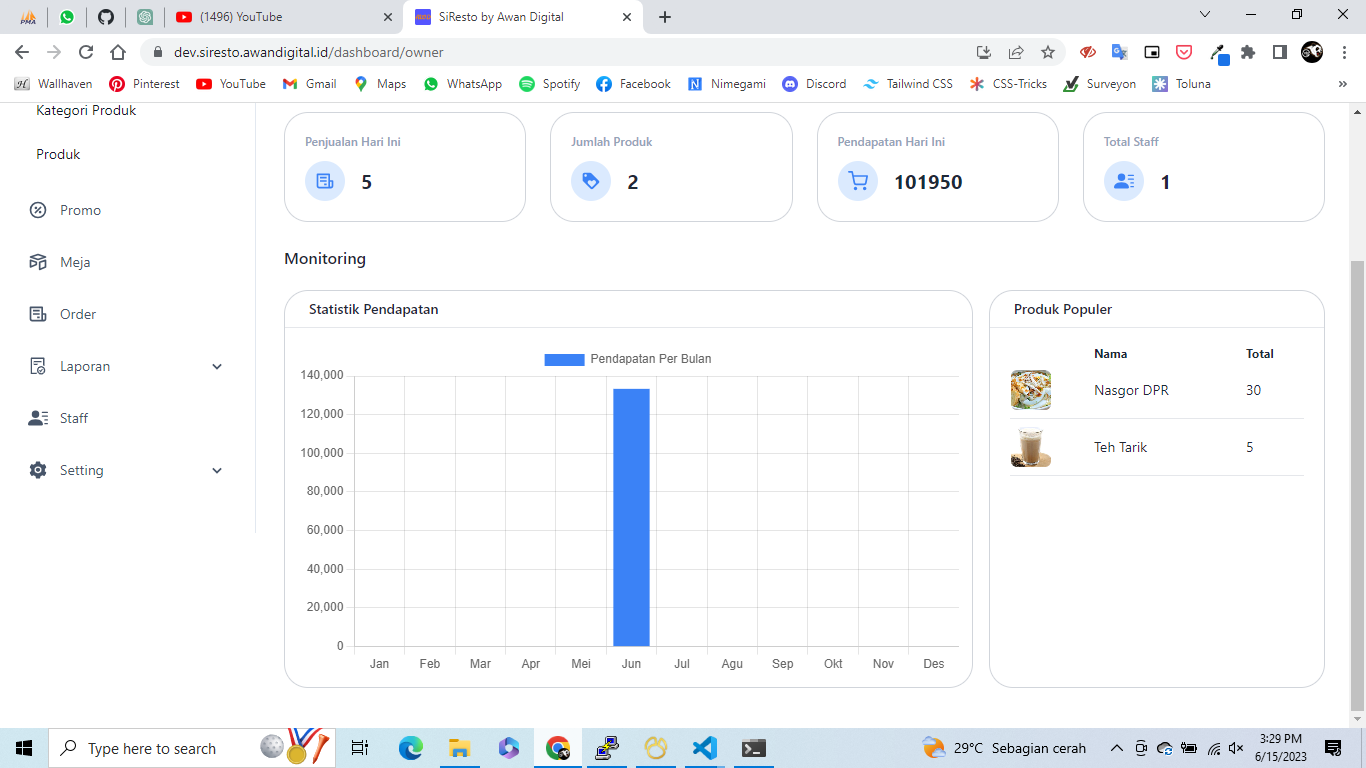 PMA
(1496) YouTube
SiResto by Awan Digital
dev.siresto.awandigital.id/dashboard/owner
Wallhaven
Pinterest
YouTube
Gmail
Maps
WhatsApp
Spotify
Facebook
Nimegami
Discord
Tailwind CSS
CSS-Tricks
Surveyon
Toluna
»
Kategori Produk
Produk
Promo
Meja
Order
Laporan
Staff
Setting
Penjualan Hari Ini
5
Jumlah Produk
2
Pendapatan Hari Ini
101950
Total Staff
1
Monitoring
Statistik Pendapatan
Pendapatan Per Bulan
140,000
120,000
100,000
80,000
60,000
40,000
20,000
0
Jan Feb Mar Apr Mei Jun Jul Agu Sep Okt Nov Des
Produk Populer
Nama Total
Nasgor DPR 30
Teh Tarik 5
Type here to search
29°C Sebagian cerah
3:29 PM
6/15/2023